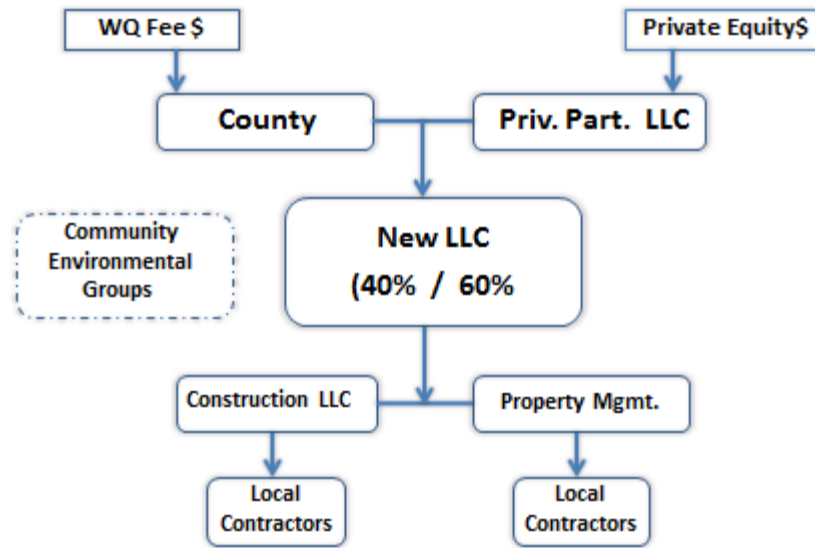 WQ Fee $
Private Equity$
County
Priv. Part. LLC
New LLC
(40% / 60%
Community
Environmental
Groups
Construction LLC
Property Mgmt.
Local
Contractors
Local
Contractors